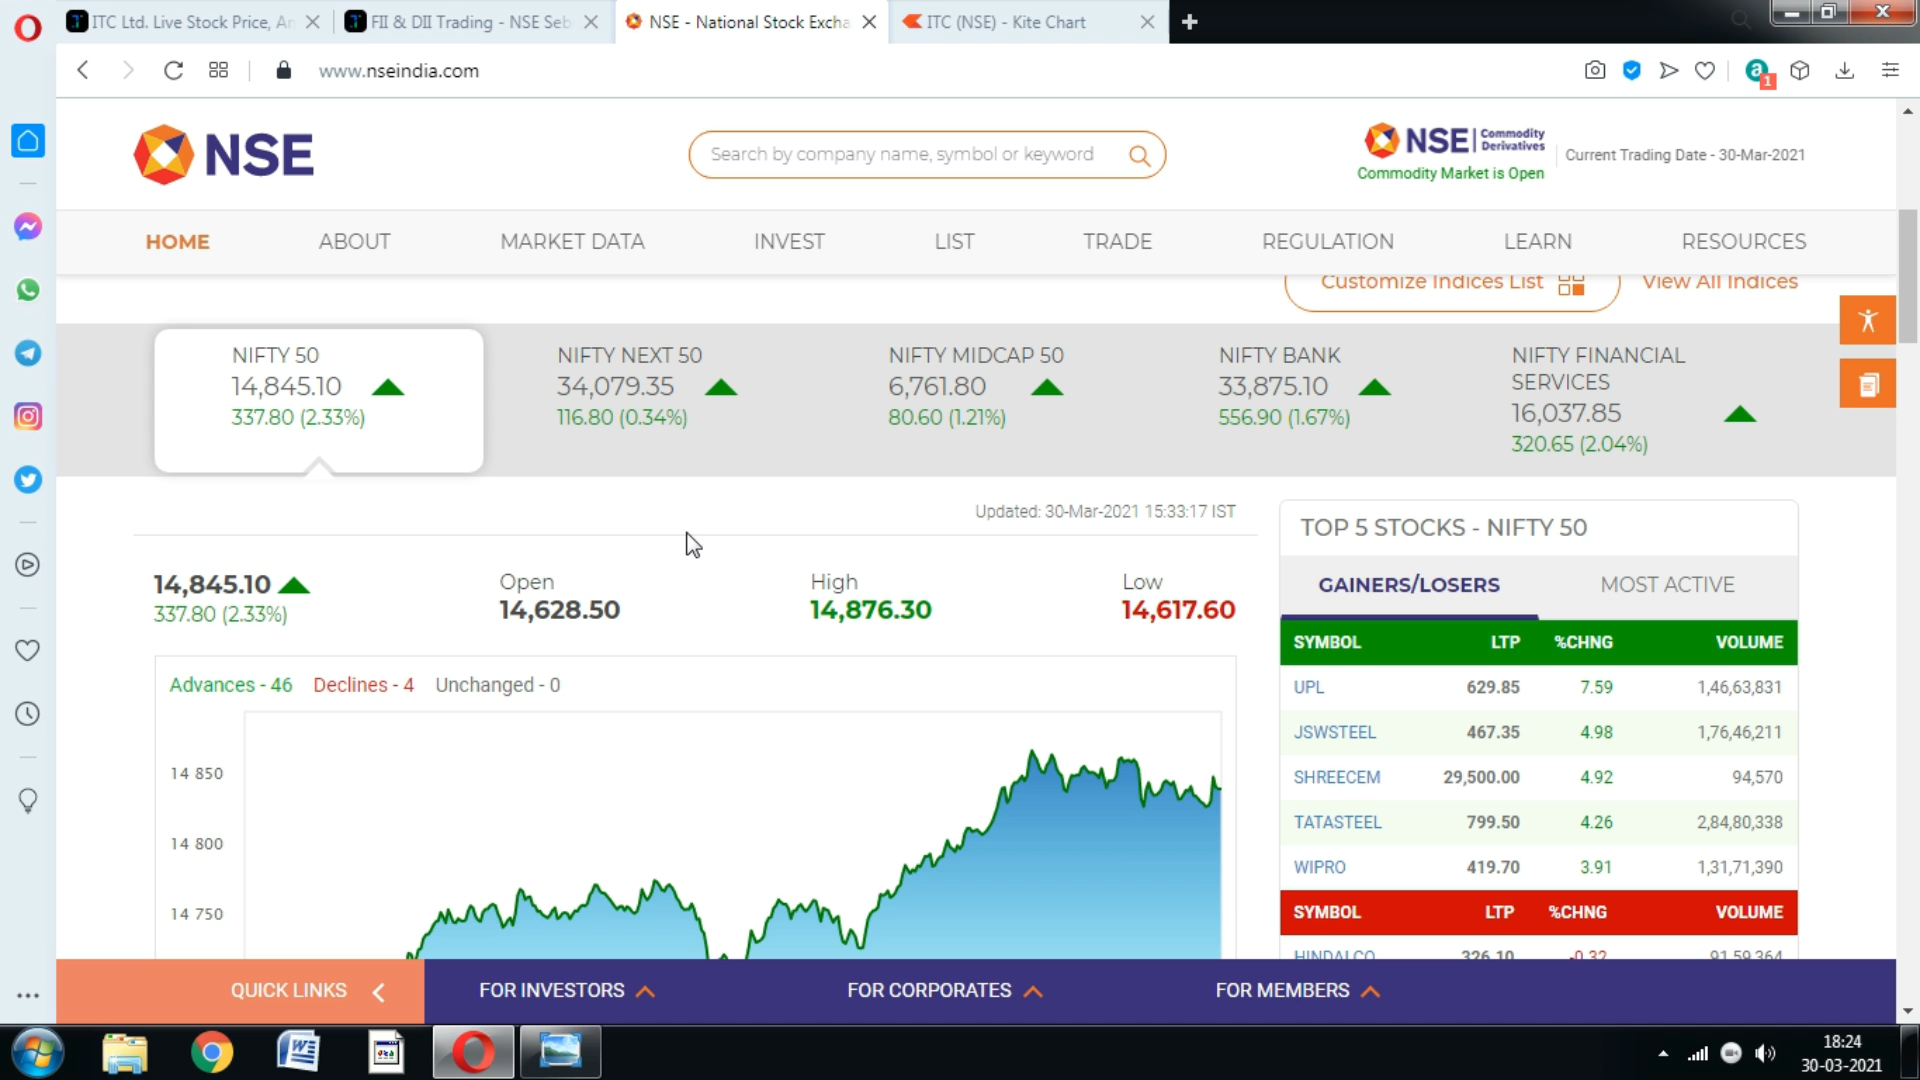 ITC Ltd. Live Stock Price, An
FII & DII Trading - NSE Seb
NSE - National Stock Excha
ITC (NSE) - Kite Chart
www.nseindia.com
a
1
NSE
Search by company name, symbol or keyword
NSE Commodity Derivatives
Commodity Market is Open
Current Trading Date - 30-Mar-2021
HOME ABOUT MARKET DATA INVEST LIST TRADE REGULATION LEARN RESOURCES
Customize Indices List
View All Indices
NIFTY 50
14,845.10
337.80 (2.33%)
NIFTY NEXT 50
34,079.35
116.80 (0.34%)
NIFTY MIDCAP 50
6,761.80
80.60 (1.21%)
NIFTY BANK
33,875.10
556.90 (1.67%)
NIFTY FINANCIAL
SERVICES
16,037.85
320.65 (2.04%)
Updated: 30-Mar-2021 15:33:17 IST
14,845.10
337.80 (2.33%)
Open
14,628.50
High
14,876.30
Low
14,617.60
Advances - 46 Declines - 4 Unchanged - 0
14 850
14 800
14 750
TOP 5 STOCKS - NIFTY 50
GAINERS/LOSERS MOST ACTIVE
SYMBOL LTP %CHNG VOLUME
UPL 629.85 7.59 1,46,63,831
JSWSTEEL 467.35 4.98 1,76,46,211
SHREECEM 29,500.00 4.92 94,570
TATASTEEL 799.50 4.26 2,84,80,338
WIPRO 419.70 3.91 1,31,71,390
SYMBOL LTP %CHNG VOLUME
HINDALCO 326.10 -0.32 91,59,364
QUICK LINKS
FOR INVESTORS
FOR CORPORATES
FOR MEMBERS
18:24
30-03-2021